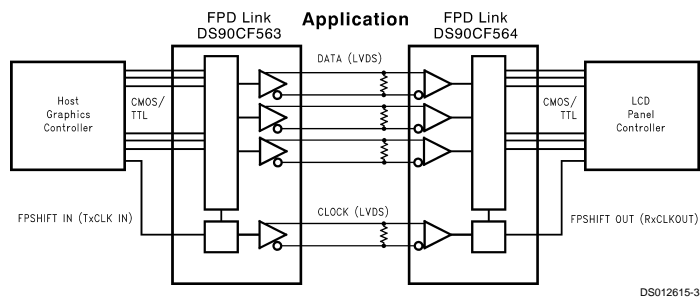 Application
FPD Link
DS90CF563
FPD Link
DS90CF564
DATA (LVDS)
Host
Graphics
Controller
CMOS/
TTL
CMOS/
TTL
LCD
Panel
Controller
CLOCK (LVDS)
FPSHIFT IN (TxCLK IN)
FPSHIFT OUT (RxCLKOUT)
DS012615-3